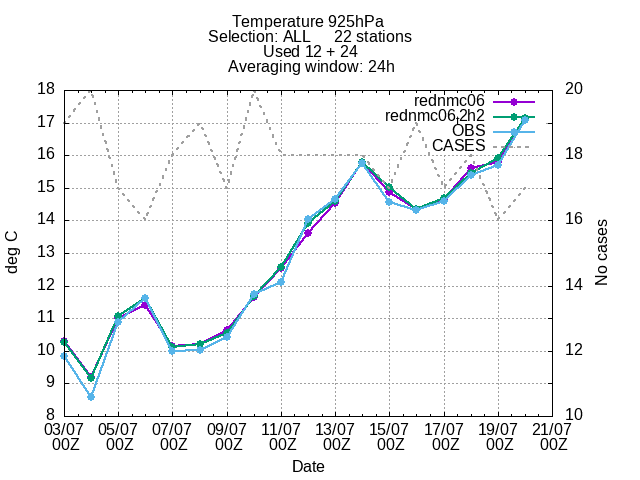 Temperature 925hPa
Selection: ALL 22 stations
Used 12 + 24
Averaging window: 24h
rednmc06
rednmc06,2h2
OBS
CASES
deg C
18
17
16
15
14
13
12
11
10
9
8
20
18
16
14
12
10
No cases
03/07 05/07 07/07 09/07 11/07 13/07 15/07 17/07 19/07 21/07
00Z 00Z 00Z 00Z 00Z 00Z 00Z 00Z 00Z 00Z
Date